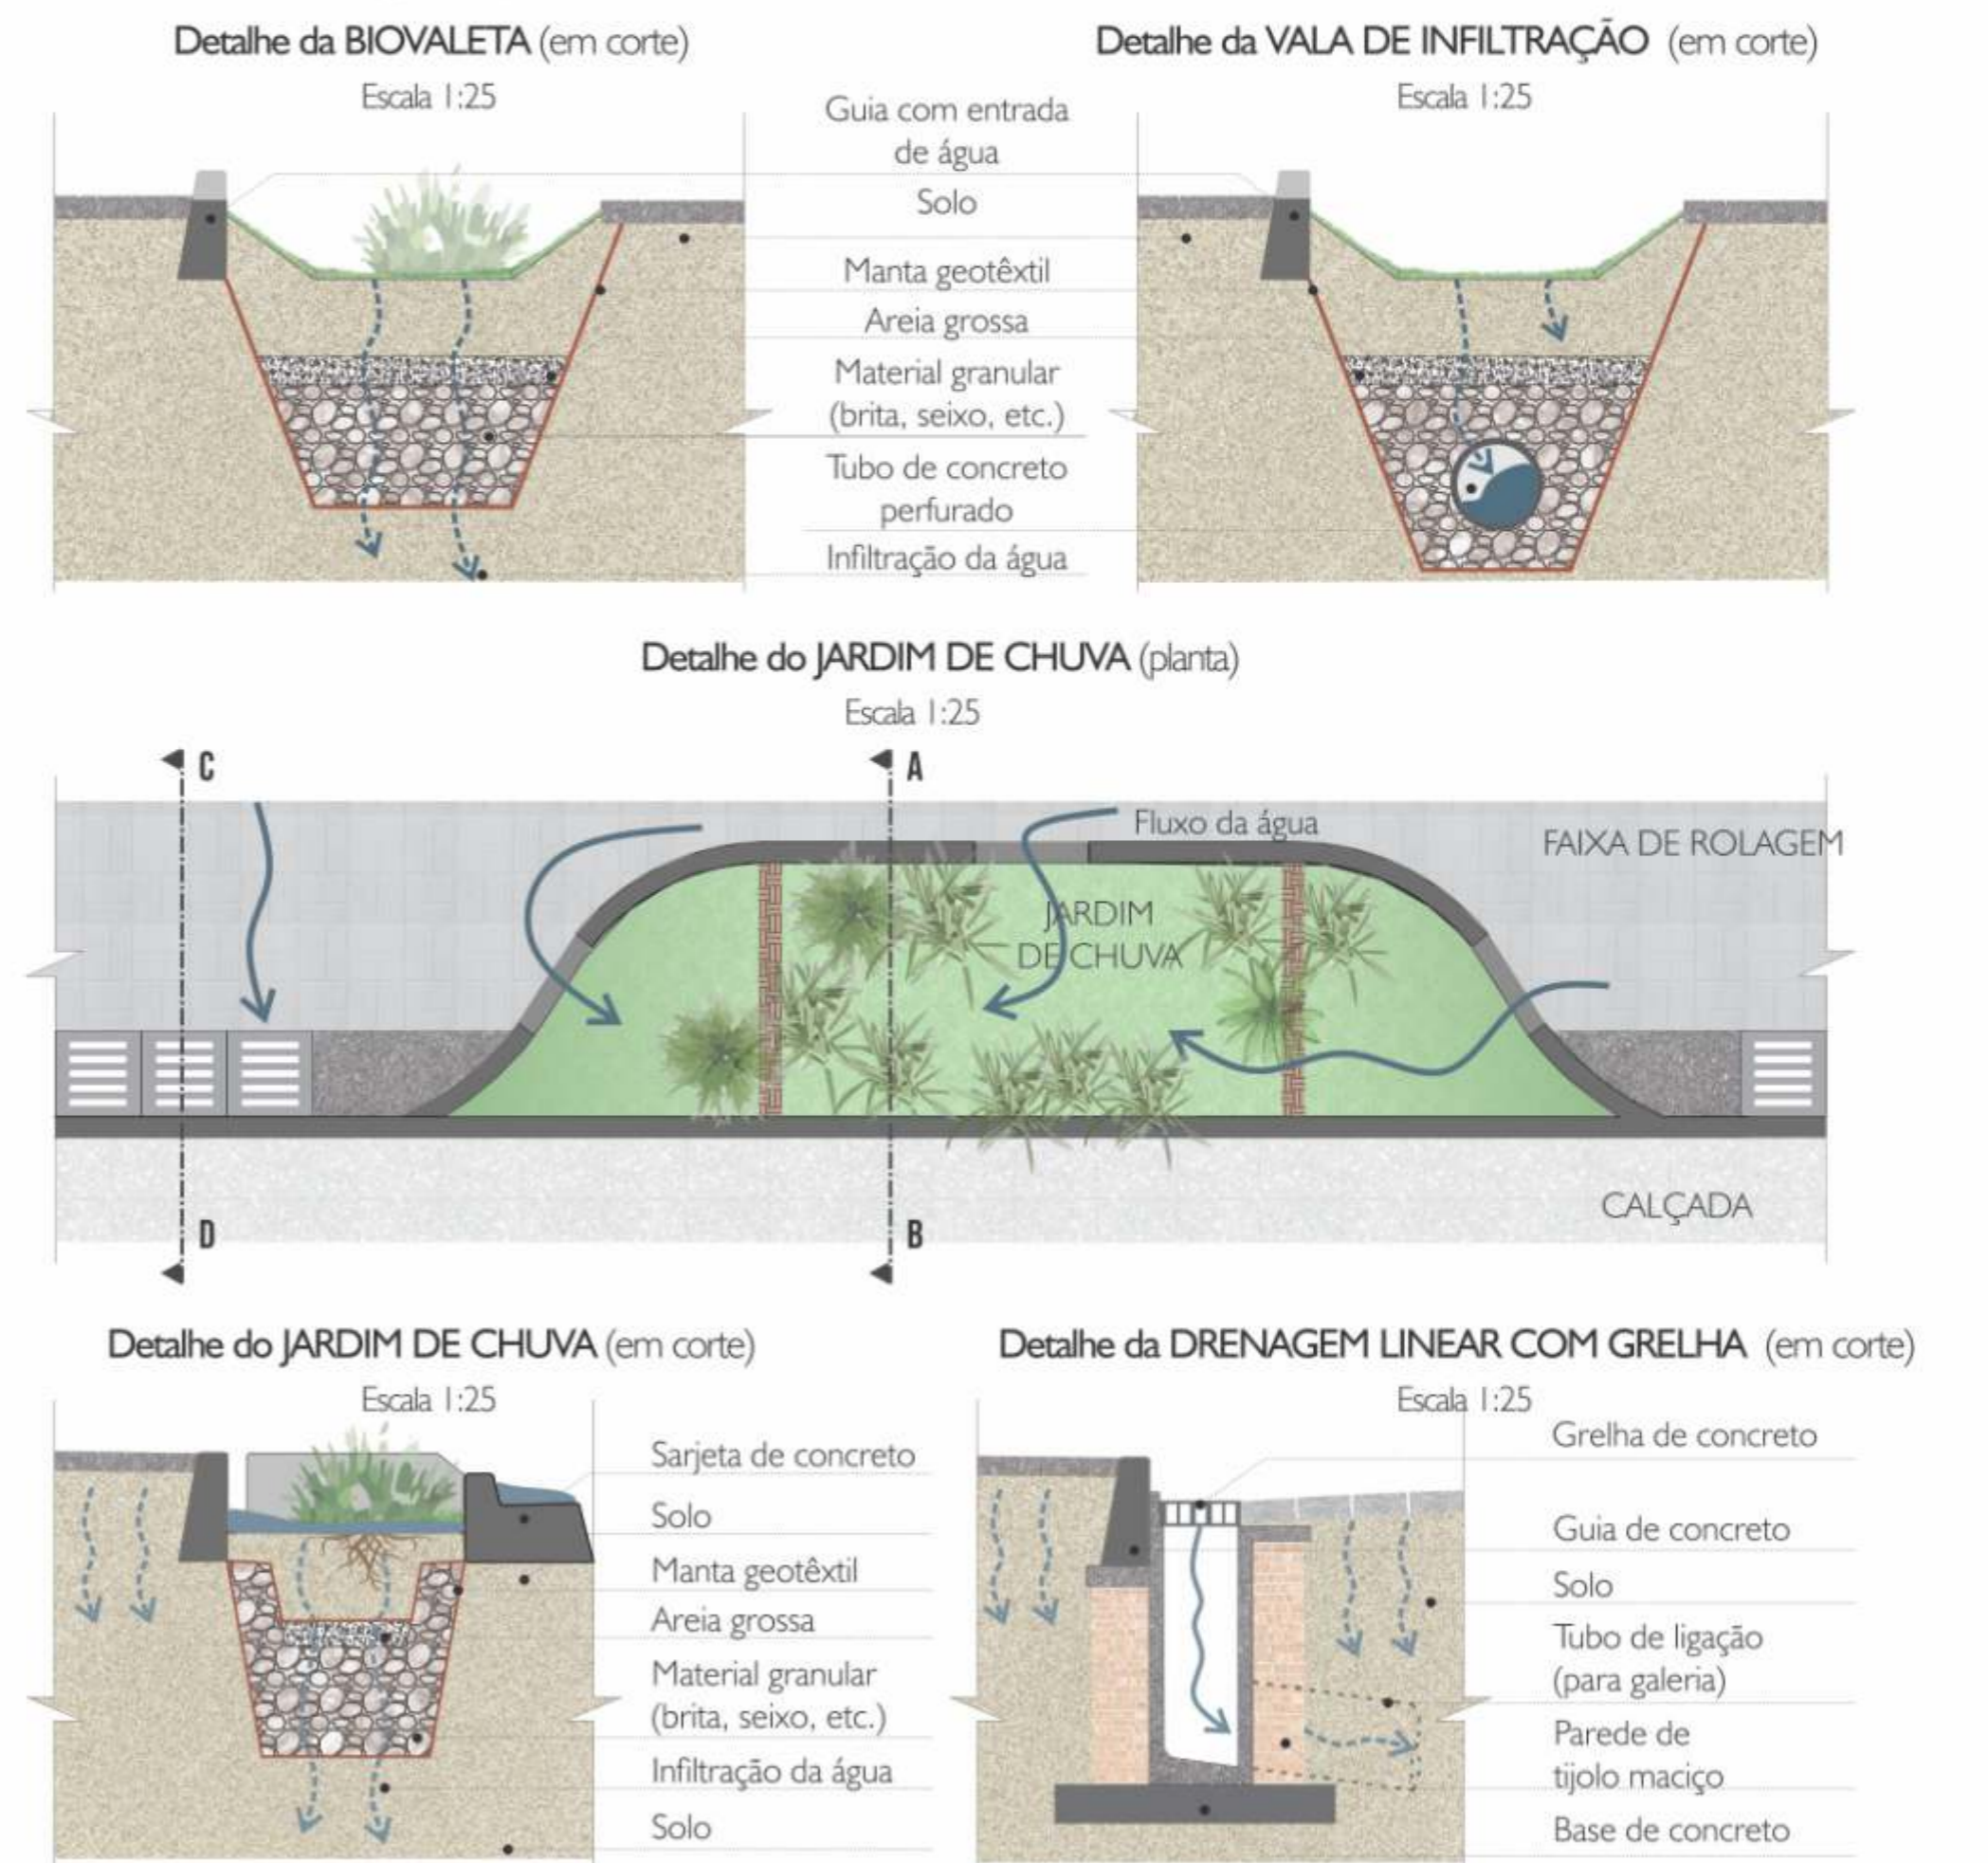 Detalhe da BIOVALETA (em corte)
Escala 1:25
Detalhe da VALA DE INFILTRAÇÃO (em corte)
Escala 1:25
Guia com entrada
de água
Solo
Manta geotêxtil
Areia grossa
Material granular
(brita, seixo, etc.)
Tubo de concreto
perfurado
Infiltração da água
Detalhe do JARDIM DE CHUVA (planta)
Escala 1:25
C
A
Fluxo da água
FAIXA DE ROLAGEM
JARDIM
DE CHUVA
CALÇADA
D
B
Detalhe do JARDIM DE CHUVA (em corte)
Escala 1:25
Sarjeta de concreto
Solo
Manta geotêxtil
Areia grossa
Material granular
(brita, seixo, etc.)
Infiltração da água
Solo
Detalhe da DRENAGEM LINEAR COM GRELHA (em corte)
Escala 1:25
Grelha de concreto
Guia de concreto
Solo
Tubo de ligação
(para galeria)
Parede de
tijolo maciço
Base de concreto